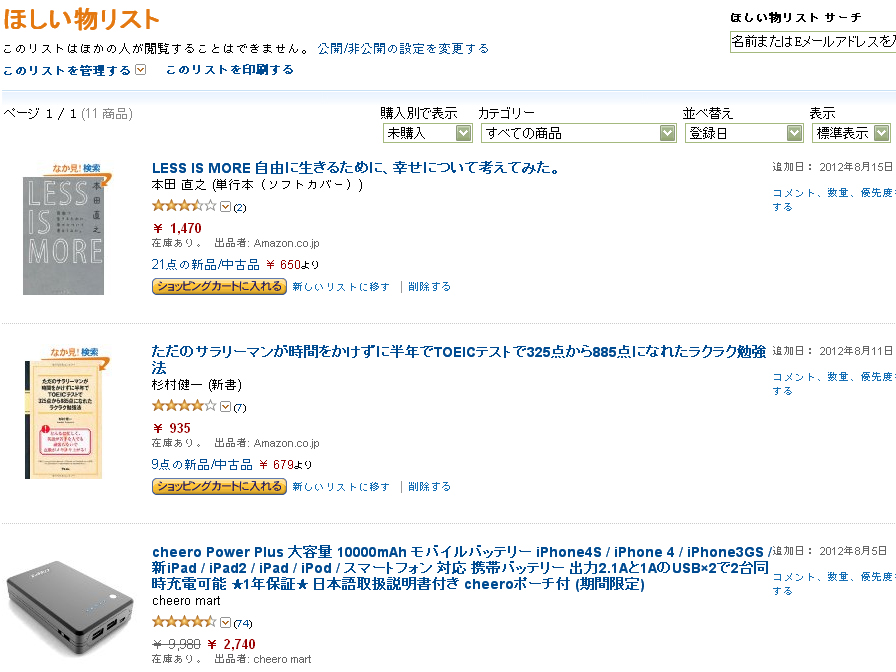 ほしい物リスト
ほしい物リスト サーチ
このリストはほかの人が閲覧することはできません。 公開/非公開の設定を変更する
名前またはEメールアドレスを入
このリストを管理する このリストを印刷する
ページ 1 / 1 (11 商品)
購入別で表示 カテゴリー 並べ替え 表示
未購入 すべての商品 登録日 標準表示
なか見!検索
LESS IS MORE
本田直之
LESS IS MORE 自由に生きるために、幸せについて考えてみた。
追加日: 2012年8月15日
本田 直之 (単行本(ソフトカバー))
コメント、数量、優先度を
する
(2)
¥ 1,470
在庫あり。 出品者: Amazon.co.jp
21点の新品/中古品 ¥ 650より
ショッピングカートに入れる 新しいリストに移す | 削除する
なか見!検索
ただのサラリーマンが
時間をかけずに半年で
TOEICテストで
325点から885点になれた
ラクラク勉強法
ただのサラリーマンが時間をかけずに半年でTOEICテストで325点から885点になれたラクラク勉強
法
追加日: 2012年8月11日
杉村健一 (新書)
コメント、数量、優先度を
する
(7)
¥ 935
在庫あり。 出品者: Amazon.co.jp
9点の新品/中古品 ¥ 679より
ショッピングカートに入れる 新しいリストに移す | 削除する
cheero Power Plus 大容量 10000mAh モバイルバッテリー iPhone4S / iPhone 4 / iPhone3GS /
新iPad / iPad2 / iPad / iPod / スマートフォン 対応 携帯バッテリー 出力2.1Aと1AのUSB×2で2台同
時充電可能 ★1年保証★ 日本語取扱説明書付き cheeroポーチ付 (期間限定)
追加日: 2012年8月5日
cheero mart
コメント、数量、優先度を
する
(74)
¥ 9,980 ¥ 2,740
在庫あり。 出品者: cheero mart